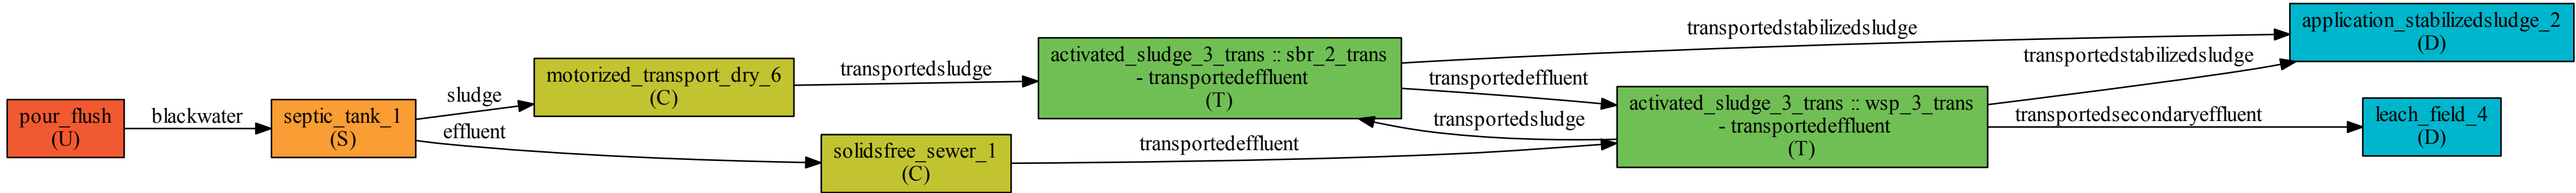 pour_flush
(U)
blackwater
septic_tank_1
(S)
sludge
effluent
motorized_transport_dry_6
(C)
solidsfree_sewer_1
(C)
transportedsludge
transportedeffluent
activated_sludge_3_trans :: sbr_2_trans
- transportedeffluent
(T)
transportedstabilizedsludge
transportedeffluent
transportedsludge
activated_sludge_3_trans :: wsp_3_trans
- transportedeffluent
(T)
transportedstabilizedsludge
transportedsecondaryeffluent
application_stabilizedsludge_2
(D)
leach_field_4
(D)